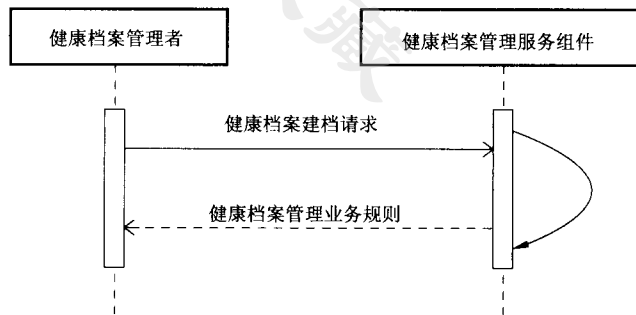 健康档案管理者
健康档案管理服务组件
健康档案建档请求
健康档案管理业务规则
藏